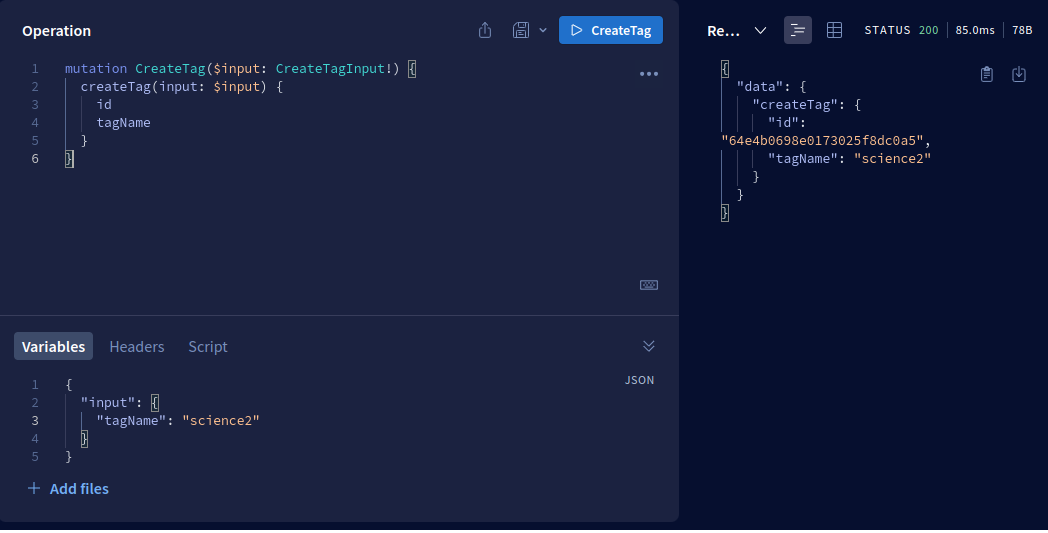 Operation
CreateTag
1 mutation CreateTag($input: CreateTagInput!) {
2 createTag(input: $input) {
3 id
4 tagName
5 }
6 }
Variables Headers Script
JSON
1 {
2 "input": {
3 "tagName": "science2"
4 }
5 }
+ Add files
Re... STATUS 200 85.0ms 78B
{
"data": {
"createTag": {
"id":
"64e4b0698e0173025f8dc0a5",
"tagName": "science2"
}
}
}